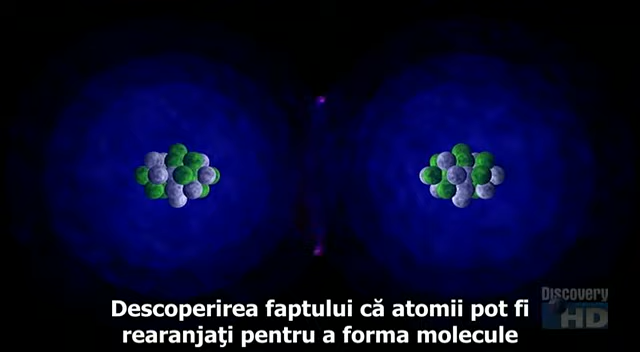 Discovery
HD
Descoperirea faptului că atomii pot fi
rearanjaţi pentru a forma molecule